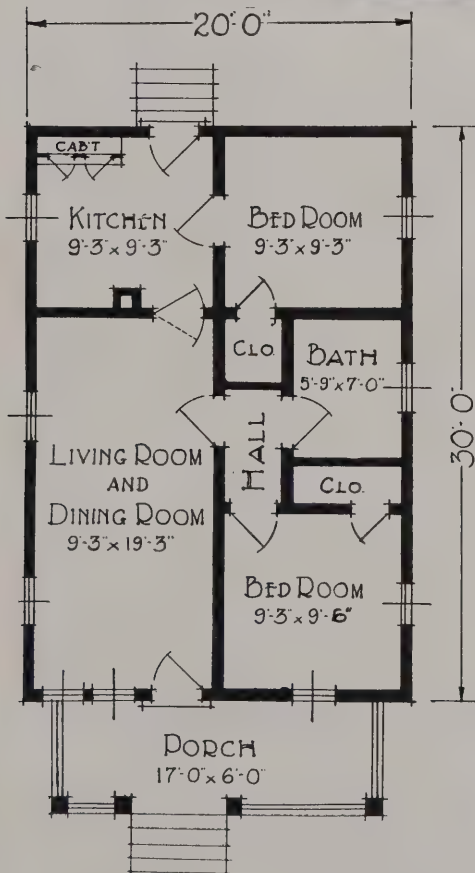 20'-0"
CAB'T
KITCHEN
9'-3" x 9'-3"
BED ROOM
9'-3" x 9'-3"
CLO.
BATH
5'-9" x 7'-0"
30'-0"
HALL
LIVING ROOM
AND
DINING ROOM
9'-3" x 19'-3"
CLO.
BED ROOM
9'-3" x 9'-6"
PORCH
17'-0" x 6'-0"